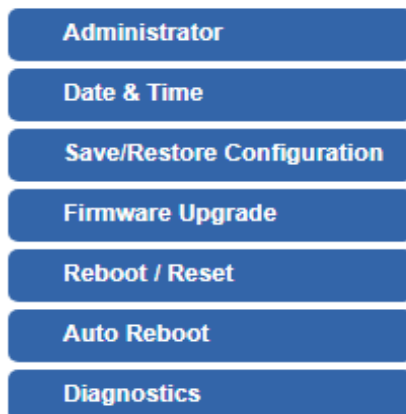 Administrator
Date & Time
Save/Restore Configuration
Firmware Upgrade
Reboot / Reset
Auto Reboot
Diagnostics